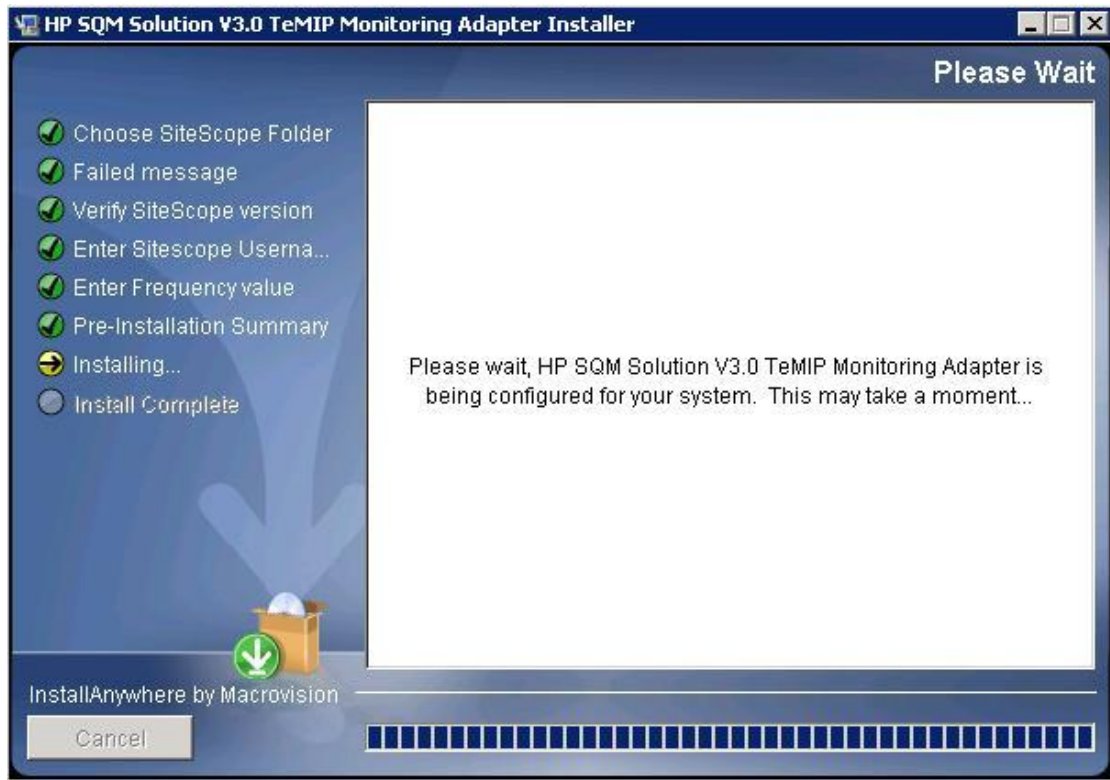 HP SQM Solution V3.0 TeMIP Monitoring Adapter Installer
Please Wait
Choose SiteScope Folder
Failed message
Verify SiteScope version
Enter Sitescope Userna...
Enter Frequency value
Pre-Installation Summary
Installing...
Install Complete
Please wait, HP SQM Solution V3.0 TeMIP Monitoring Adapter is
being configured for your system. This may take a moment...
InstallAnywhere by Macrovision
Cancel